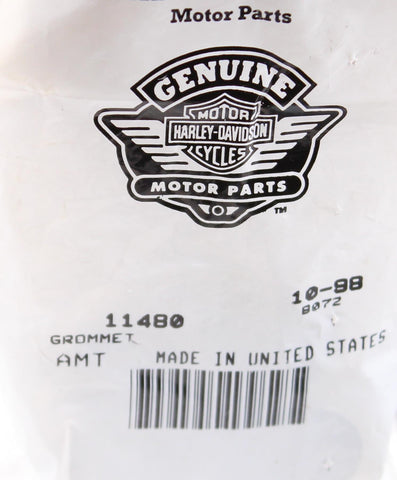 Motor Parts
GENUINE
MOTOR
HARLEY-DAVIDSON
CYCLES
MOTOR PARTS
TM
10-98
8072
11480
GROMMET
AMT MADE IN UNITED STATES